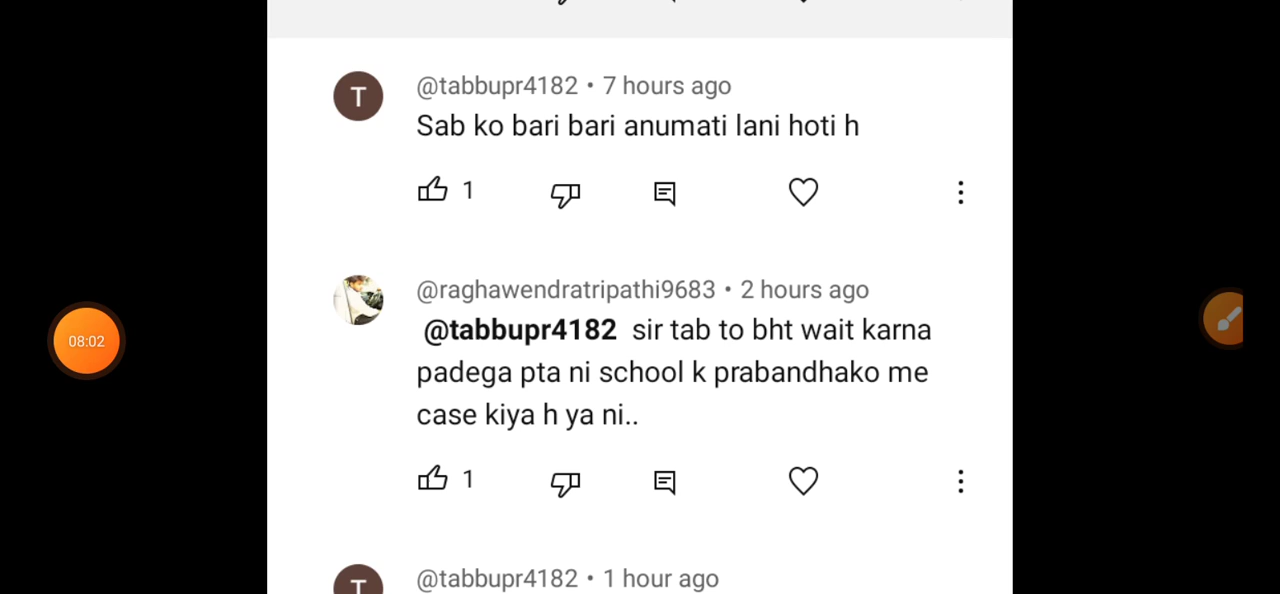 @tabbupr4182 • 7 hours ago
T
Sab ko bari bari anumati lani hoti h
1
@raghawendratripathi9683 • 2 hours ago
@tabbupr4182 sir tab to bht wait karna
padega pta ni school k prabandhako me
case kiya h ya ni..
08:02
1
@tabbupr4182 • 1 hour ago
T